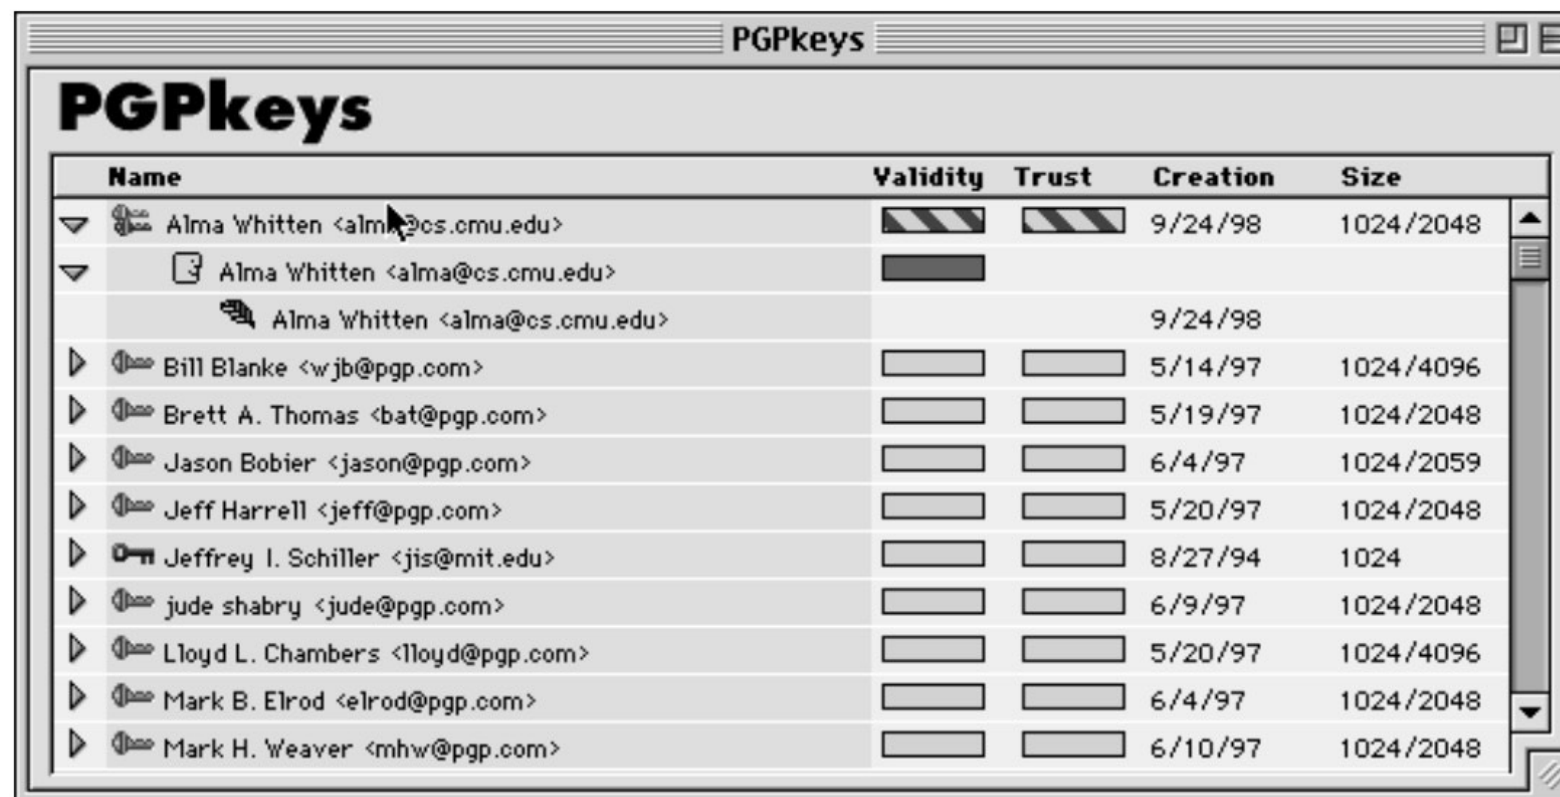 PGPkeys
PGPkeys
Name Validity Trust Creation Size
Alma Whitten <alma@cs.cmu.edu> 9/24/98 1024/2048
Alma Whitten <alma@cs.cmu.edu>
Alma Whitten <alma@cs.cmu.edu> 9/24/98
Bill Blanke <wjb@pgp.com> 5/14/97 1024/4096
Brett A. Thomas <bat@pgp.com> 5/19/97 1024/2048
Jason Bobier <jason@pgp.com> 6/4/97 1024/2059
Jeff Harrell <jeff@pgp.com> 5/20/97 1024/2048
Jeffrey I. Schiller <jis@mit.edu> 8/27/94 1024
jude shabry <jude@pgp.com> 6/9/97 1024/2048
Lloyd L. Chambers <lloyd@pgp.com> 5/20/97 1024/4096
Mark B. Elrod <elrod@pgp.com> 6/4/97 1024/2048
Mark H. Weaver <mhw@pgp.com> 6/10/97 1024/2048